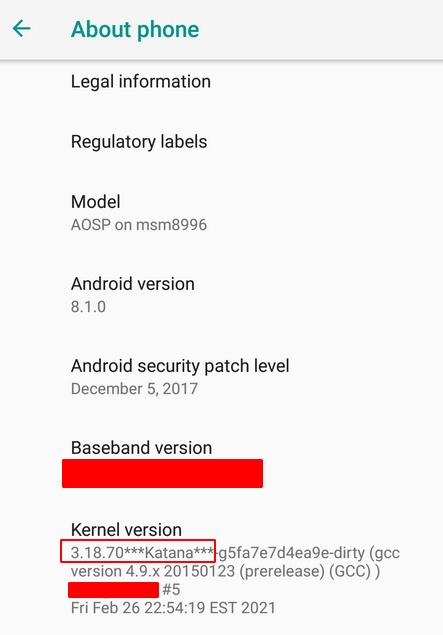 About phone
Legal information
Regulatory labels
Model
AOSP on msm8996
Android version
8.1.0
Android security patch level
December 5, 2017
Baseband version
Kernel version
3.18.70***Katana***-g5fa7e7d4ea9e-dirty (gcc
version 4.9.x 20150123 (prerelease) (GCC) )
#5
Fri Feb 26 22:54:19 EST 2021